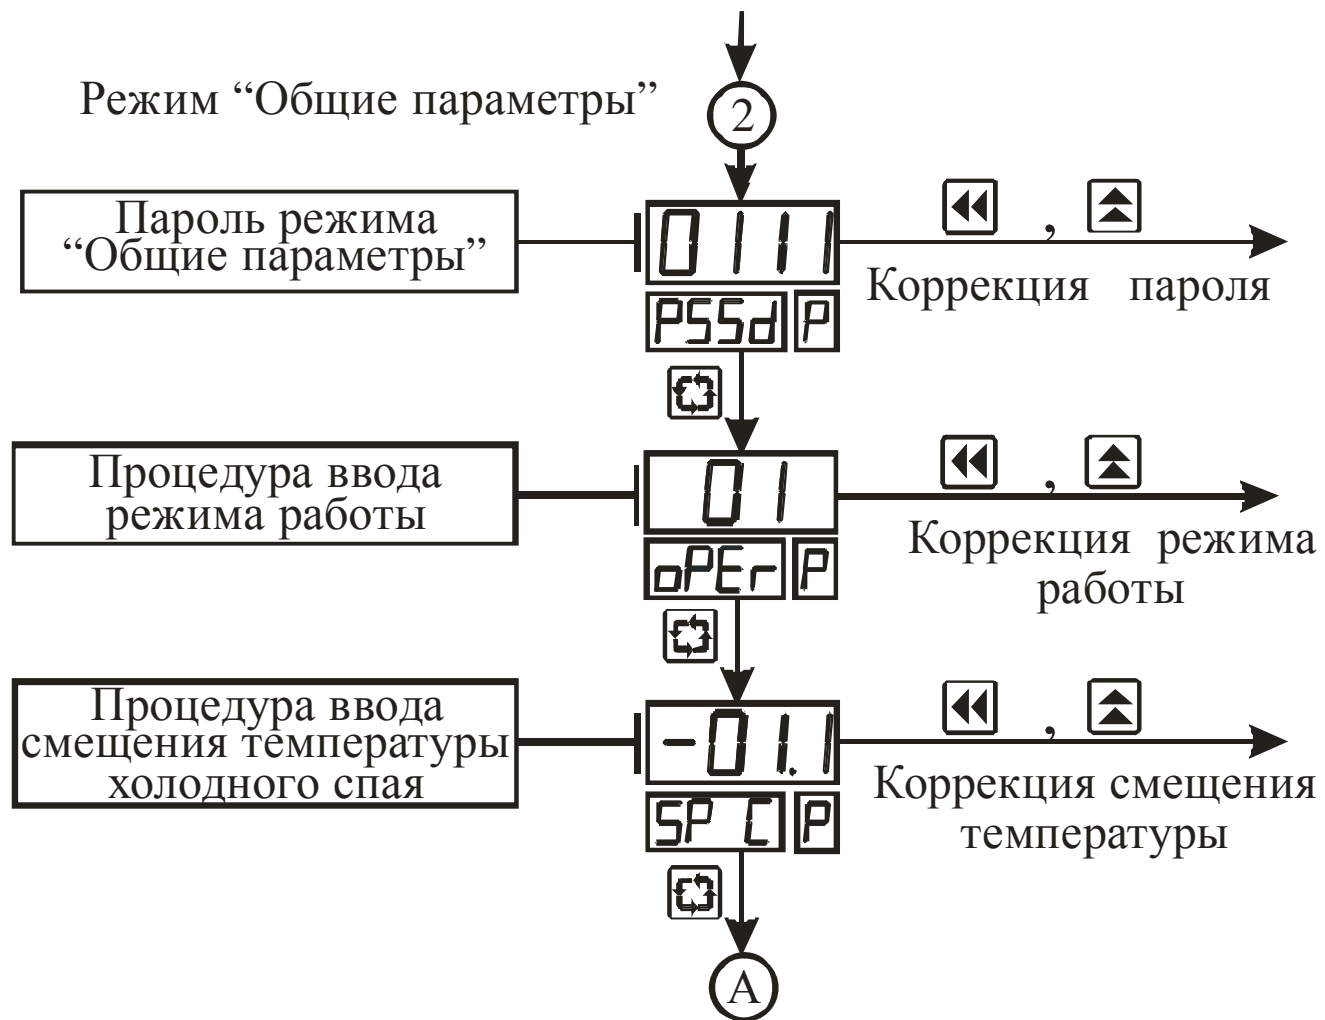 Режим “Общие параметры”
2
Пароль режима
“Общие параметры”
0111
PSSd P
,
Коррекция пароля
Процедура ввода
режима работы
01
oPEr P
,
Коррекция режима
работы
Процедура ввода
смещения температуры
холодного спая
-01.1
SP C P
,
Коррекция смещения
температуры
А